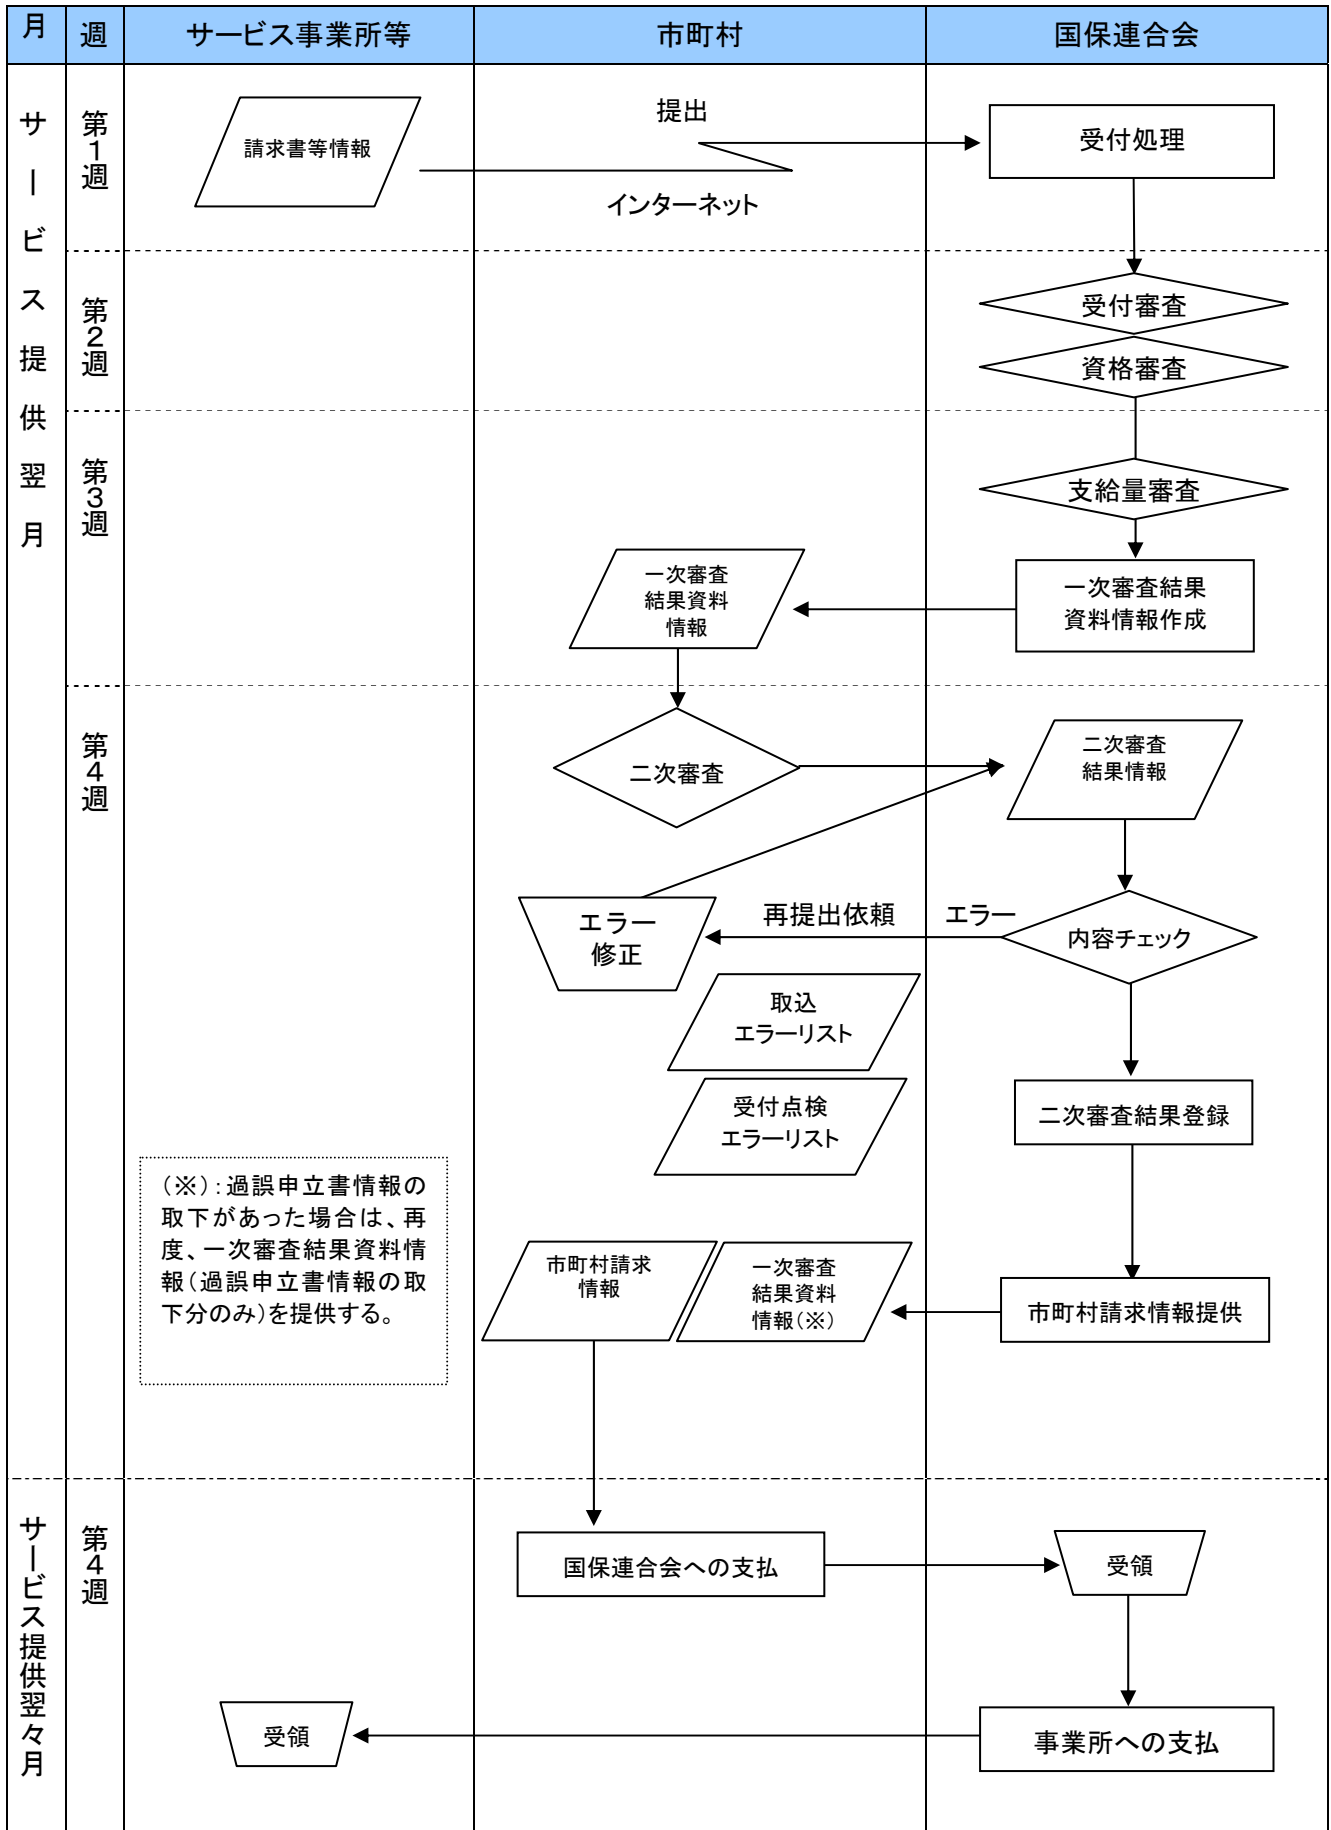 月
週
サービス事業所等
市町村
国保連合会
サービス提供翌月
第1週
請求書等情報
提出
インターネット
受付処理
第2週
受付審査
資格審査
第3週
支給量審査
一次審査
結果資料
情報
一次審査結果
資料情報作成
第4週
二次審査
二次審査
結果情報
エラー
修正
再提出依頼
エラー
内容チェック
取込
エラーリスト
受付点検
エラーリスト
二次審査結果登録
(※):過誤申立書情報の
取下があった場合は、再
度、一次審査結果資料情
報(過誤申立書情報の取
下分のみ)を提供する。
市町村請求
情報
一次審査
結果資料
情報(※)
市町村請求情報提供
サービス提供翌々月
第4週
国保連合会への支払
受領
受領
事業所への支払